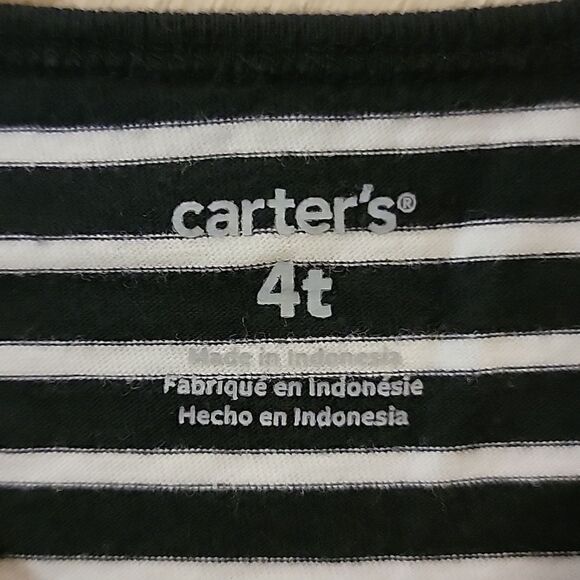 carter's®
4t
Made in Indonesia
Fabriqué en Indonésie
Hecho en Indonesia